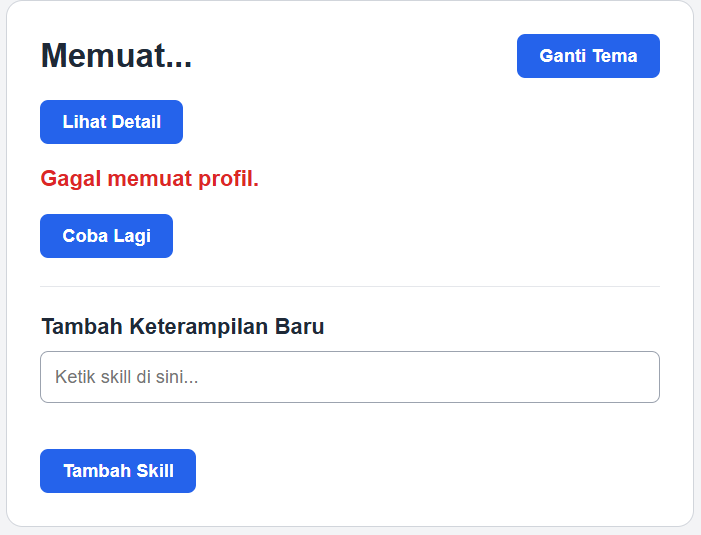 Memuat...
Ganti Tema
Lihat Detail
Gagal memuat profil.
Coba Lagi
Tambah Keterampilan Baru
Ketik skill di sini...
Tambah Skill